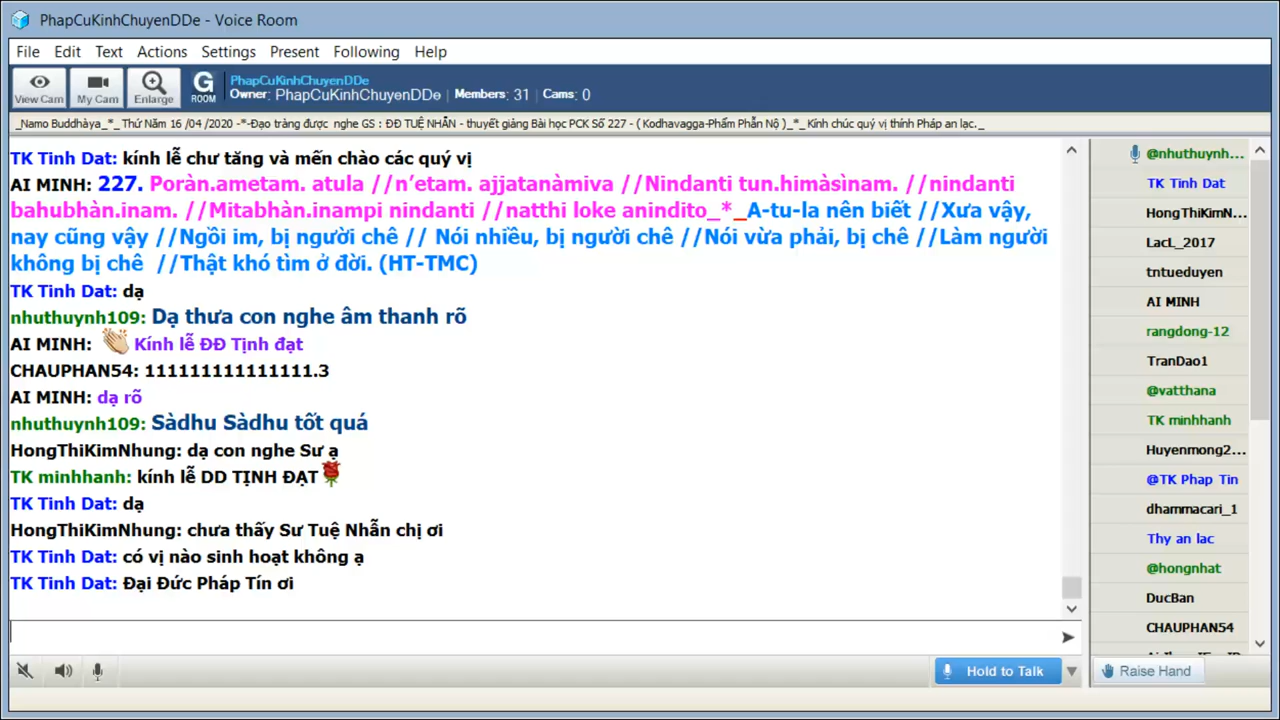 PhapCuKinhChuyenDDe - Voice Room
File Edit Text Actions Settings Present Following Help
View Cam My Cam Enlarge G ROOM
PhapCuKinhChuyenDDe
Owner: PhapCuKinhChuyenDDe Members: 31 Cams: 0
_Namo Buddhàya_*_ Thứ Năm 16 /04 /2020 -*-Đạo tràng được nghe GS : ĐĐ TUỆ NHẪN - thuyết giảng Bài học PCK Số 227 - ( Kodhavagga-Phẩm Phẫn Nộ )_*_ Kính chúc quý vị thính Pháp an lạc._
TK Tinh Dat: kính lễ chư tăng và mến chào các quý vị
AI MINH: 227. Poràn.ametam. atula //n’etam. ajjatanàmiva //Nindanti tun.himàsìnam. //nindanti
bahubhàn.inam. //Mitabhàn.inampi nindanti //natthi loke anindito_*_A-tu-la nên biết //Xưa vậy,
nay cũng vậy //Ngồi im, bị người chê // Nói nhiều, bị người chê //Nói vừa phải, bị chê //Làm người
không bị chê //Thật khó tìm ở đời. (HT-TMC)
TK Tinh Dat: dạ
nhuthuynh109: Dạ thưa con nghe âm thanh rõ
AI MINH: Kính lễ ĐĐ Tịnh đạt
CHAUPHAN54: 111111111111111.3
AI MINH: dạ rõ
nhuthuynh109: Sàdhu Sàdhu tốt quá
HongThiKimNhung: dạ con nghe Sư ạ
TK minhhanh: kính lễ DD TỊNH ĐẠT
TK Tinh Dat: dạ
HongThiKimNhung: chưa thấy Sư Tuệ Nhẫn chị ơi
TK Tinh Dat: có vị nào sinh hoạt không ạ
TK Tinh Dat: Đại Đức Pháp Tín ơi
@nhuthuynh...
TK Tinh Dat
HongThiKimN...
LacL_2017
tntueduyen
AI MINH
rangdong-12
TranDao1
@vatthana
TK minhhanh
Huyenmong2...
@TK Phap Tin
dhammacari_1
Thy an lac
@hongnhat
DucBan
CHAUPHAN54
Hold to Talk
Raise Hand